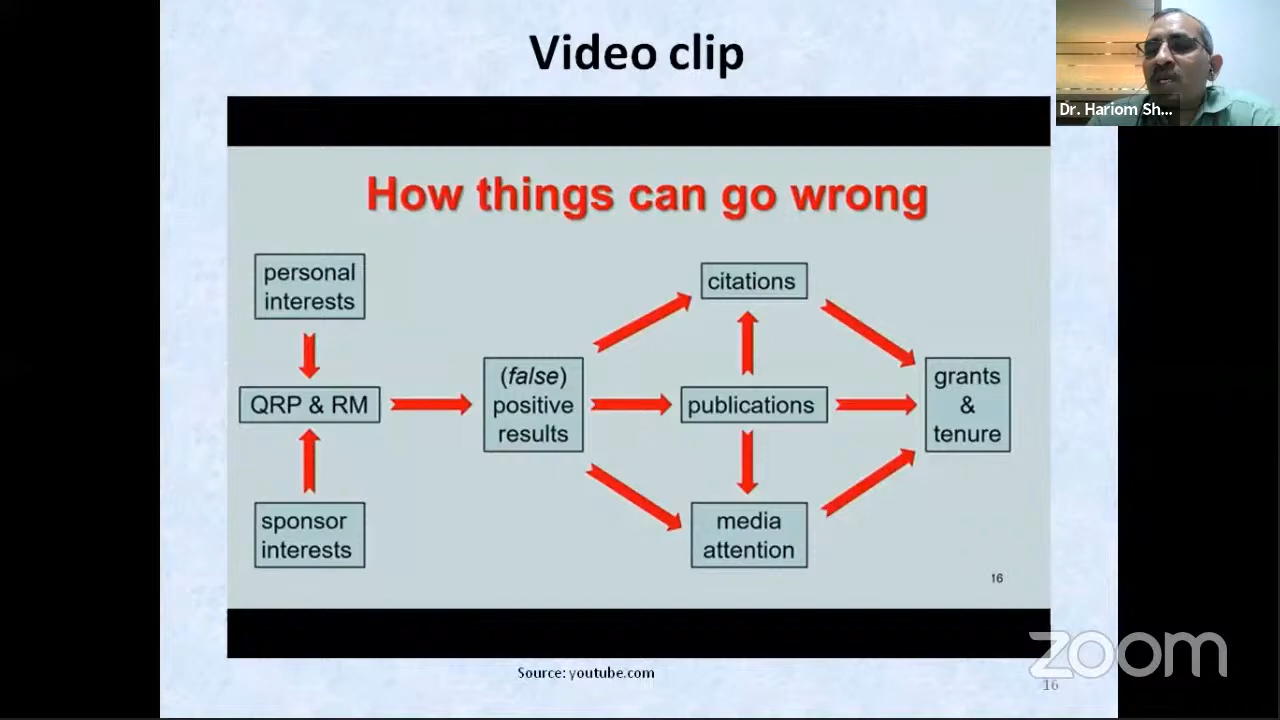 Video clip
Dr. Hariom Sh...
How things can go wrong
personal
interests
citations
QRP & RM
(false)
positive
results
publications
grants
&
tenure
sponsor
interests
media
attention
16
zoom
Source: youtube.com
16